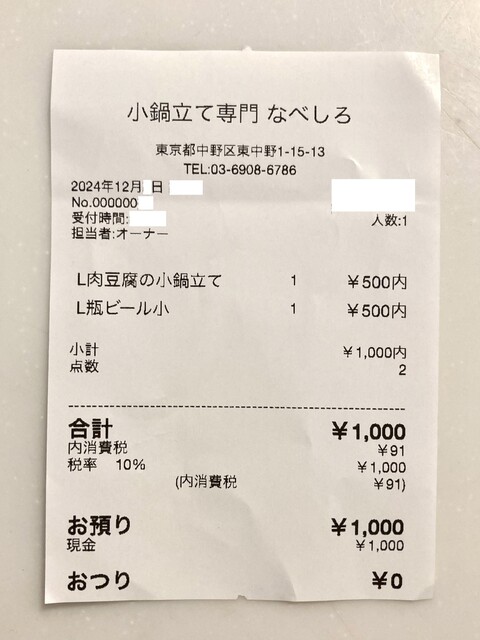 小鍋立て専門 なべしろ
東京都中野区東中野1-15-13
TEL:03-6908-6786
2024年12月 日
No.000000
受付時間:
人数:1
担当者:オーナー
L肉豆腐の小鍋立て 1 ¥500内
L瓶ビール小 1 ¥500内
小計 ¥1,000内
点数 2
合計 ¥1,000
内消費税 ¥91
税率 10% ¥1,000
(内消費税 ¥91)
お預り ¥1,000
現金 ¥1,000
おつり ¥0